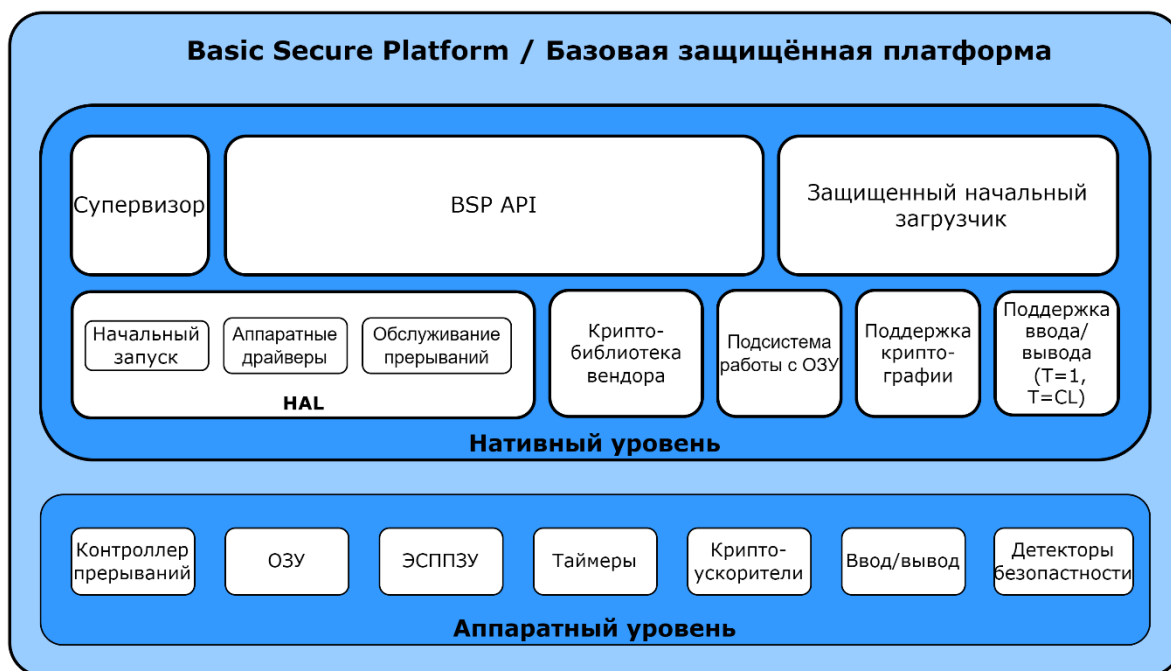 Basic Secure Platform / Базовая защищённая платформа
Супервизор
BSP API
Защищенный начальный
загрузчик
Начальный
запуск
Аппаратные
драйверы
Обслуживание
прерываний
HAL
Крипто-
библиотека
вендора
Подсистема
работы с ОЗУ
Поддержка
крипто-
графии
Поддержка
ввода/
вывода
(T=1,
T=CL)
Нативный уровень
Контроллер
прерываний
ОЗУ
ЭСППЗУ
Таймеры
Крипто-
ускорители
Ввод/вывод
Детекторы
безопастности
Аппаратный уровень